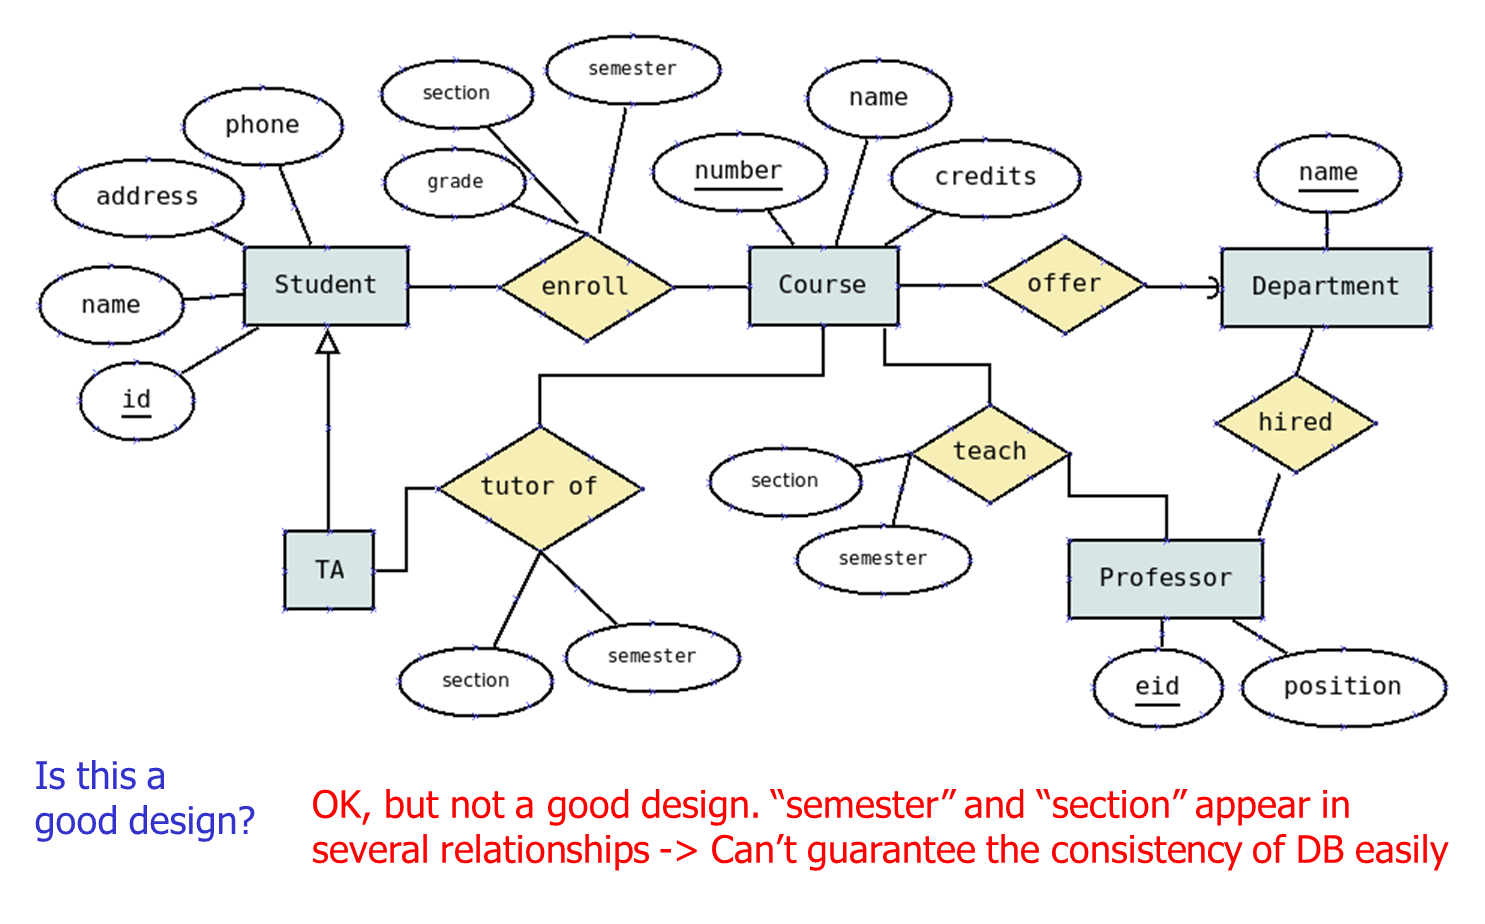 semester
section
name
phone
number
credits
name
grade
address
Student
enroll
Course
offer
Department
name
id
hired
teach
section
tutor of
semester
TA
Professor
semester
section
eid
position
Is this a
good design?
OK, but not a good design. “semester” and “section” appear in
several relationships -> Can’t guarantee the consistency of DB easily